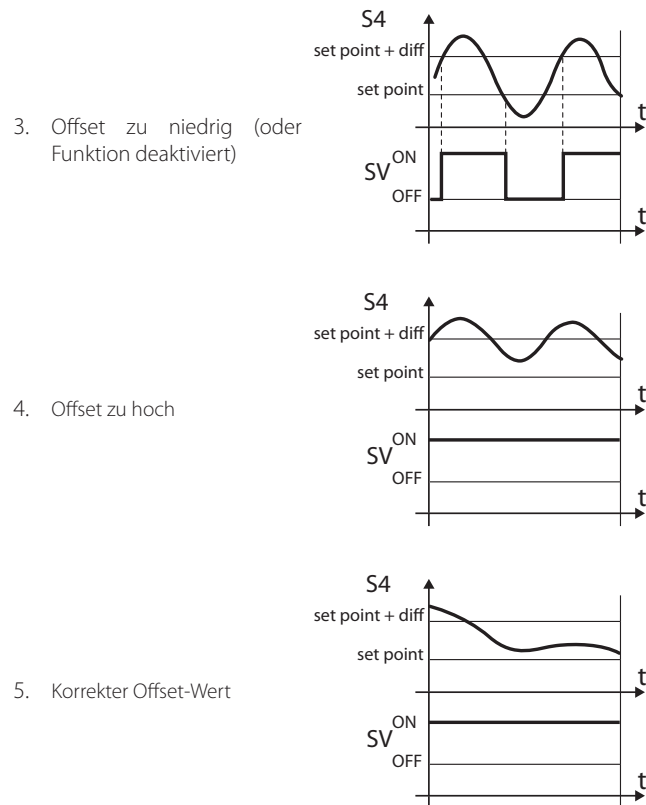 S4
set point + diff
set point
t
3. Offset zu niedrig (oder
Funktion deaktiviert)
SV
ON
OFF
t
S4
set point + diff
set point
t
4. Offset zu hoch
SV
ON
OFF
t
S4
set point + diff
set point
t
5. Korrekter Offset-Wert
SV
ON
OFF
t